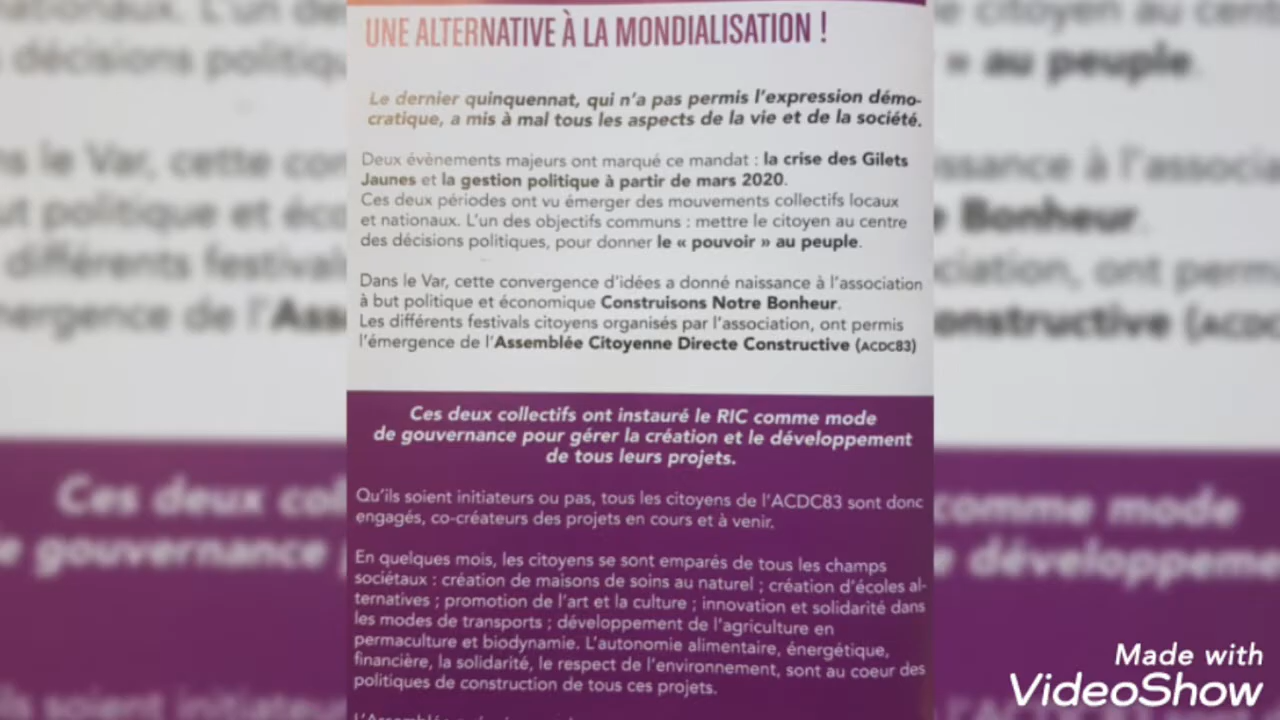 UNE ALTERNATIVE À LA MONDIALISATION !
Le dernier quinquennat, qui n'a pas permis l'expression démo-
cratique, a mis à mal tous les aspects de la vie et de la société.
Deux évènements majeurs ont marqué ce mandat : la crise des Gilets
Jaunes et la gestion politique à partir de mars 2020.
Ces deux périodes ont vu émerger des mouvements collectifs locaux
et nationaux. L'un des objectifs communs : mettre le citoyen au centre
des décisions politiques, pour donner le « pouvoir » au peuple.
Dans le Var, cette convergence d'idées a donné naissance à l'association
à but politique et économique Construisons Notre Bonheur.
Les différents festivals citoyens organisés par l'association, ont permis
l'émergence de l'Assemblée Citoyenne Directe Constructive (ACDC83)
Ces deux collectifs ont instauré le RIC comme mode
de gouvernance pour gérer la création et le développement
de tous leurs projets.
Qu'ils soient initiateurs ou pas, tous les citoyens de l'ACDC83 sont donc
engagés, co-créateurs des projets en cours et à venir.
En quelques mois, les citoyens se sont emparés de tous les champs
sociétaux : création de maisons de soins au naturel ; création d'écoles al-
ternatives ; promotion de l'art et la culture ; innovation et solidarité dans
les modes de transports ; développement de l'agriculture en
permaculture et biodynamie. L'autonomie alimentaire, énergétique,
financière, la solidarité, le respect de l'environnement, sont au coeur des
politiques de construction de tous ces projets.
Made with
VideoShow